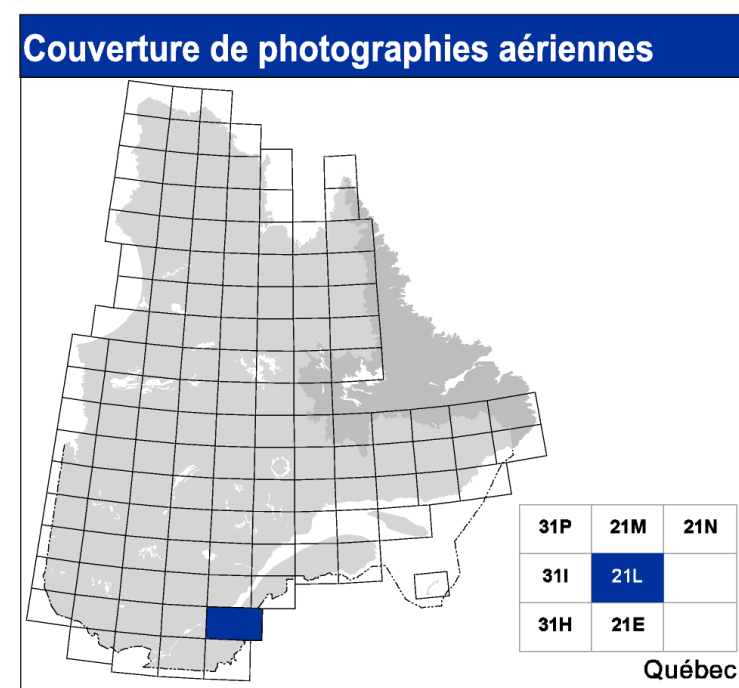 Couverture de photographies aériennes
31P 21M 21N
31I 21L
31H 21E
Québec